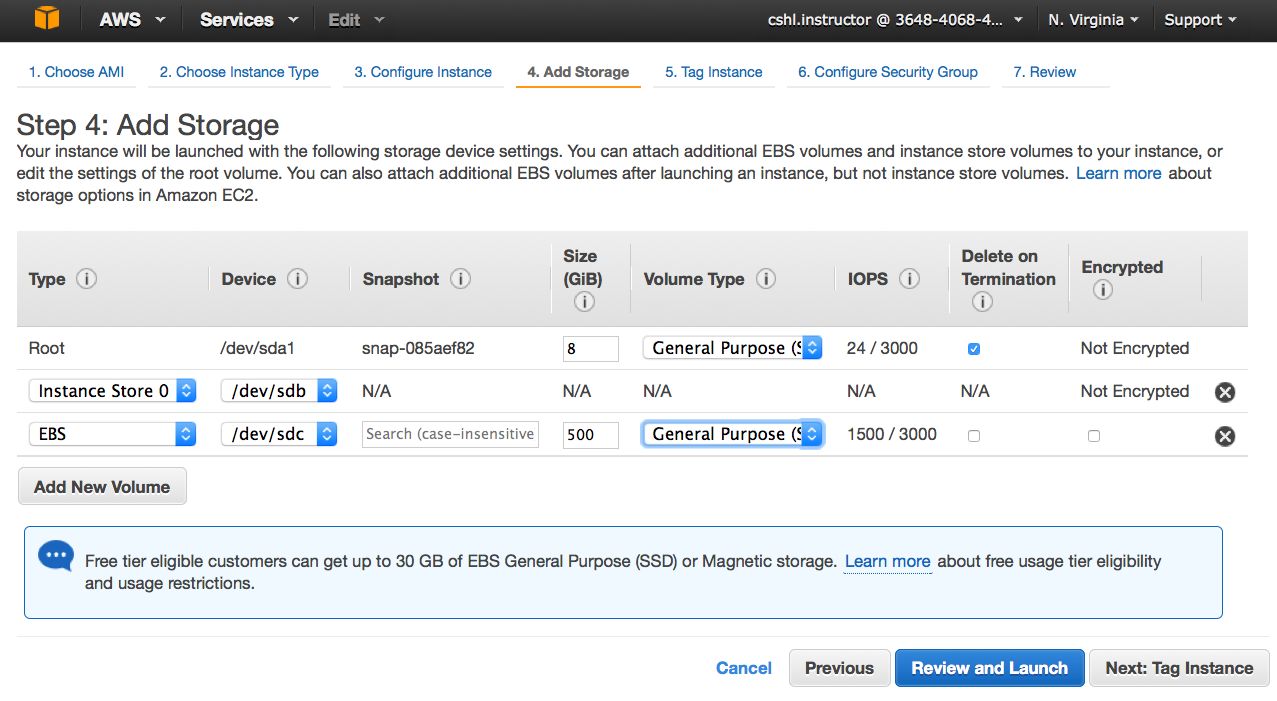 AWS Services Edit cshl.instructor @ 3648-4068-4... N. Virginia Support
1. Choose AMI 2. Choose Instance Type 3. Configure Instance 4. Add Storage 5. Tag Instance 6. Configure Security Group 7. Review
Step 4: Add Storage
Your instance will be launched with the following storage device settings. You can attach additional EBS volumes and instance store volumes to your instance, or
edit the settings of the root volume. You can also attach additional EBS volumes after launching an instance, but not instance store volumes. Learn more about
storage options in Amazon EC2.
Type Device Snapshot Size (GiB) Volume Type IOPS Delete on Termination Encrypted
Root /dev/sda1 snap-085aef82 8 General Purpose (S 24 / 3000 Not Encrypted
Instance Store 0 /dev/sdb N/A N/A N/A N/A N/A Not Encrypted
EBS /dev/sdc Search (case-insensitive 500 General Purpose (S 1500 / 3000
Add New Volume
Free tier eligible customers can get up to 30 GB of EBS General Purpose (SSD) or Magnetic storage. Learn more about free usage tier eligibility
and usage restrictions.
Cancel Previous Review and Launch Next: Tag Instance